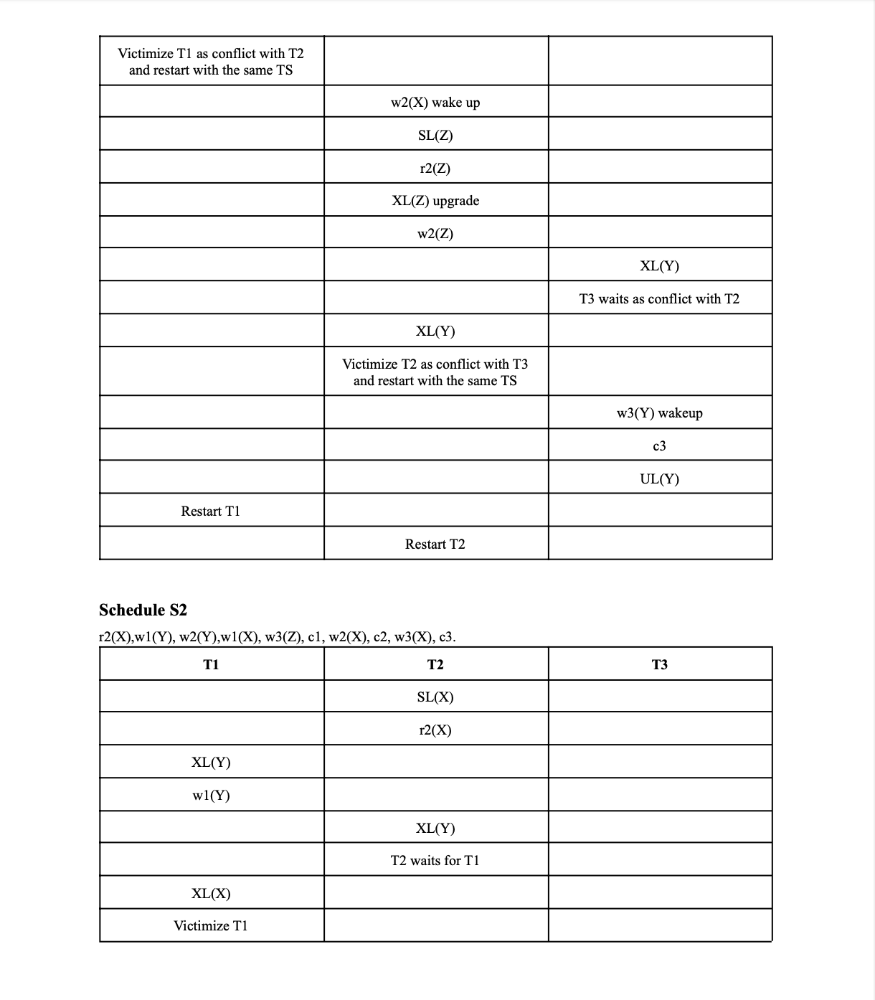 Victimize T1 as conflict with T2
and restart with the same TS
w2(X) wake up
SL(Z)
r2(Z)
XL(Z) upgrade
w2(Z)
XL(Y)
T3 waits as conflict with T2
XL(Y)
Victimize T2 as conflict with T3
and restart with the same TS
w3(Y) wakeup
c3
UL(Y)
Restart T1
Restart T2
Schedule S2
r2(X),w1(Y), w2(Y),w1(X), w3(Z), c1, w2(X), c2, w3(X), c3.
T1 T2 T3
SL(X)
r2(X)
XL(Y)
w1(Y)
XL(Y)
T2 waits for T1
XL(X)
Victimize T1